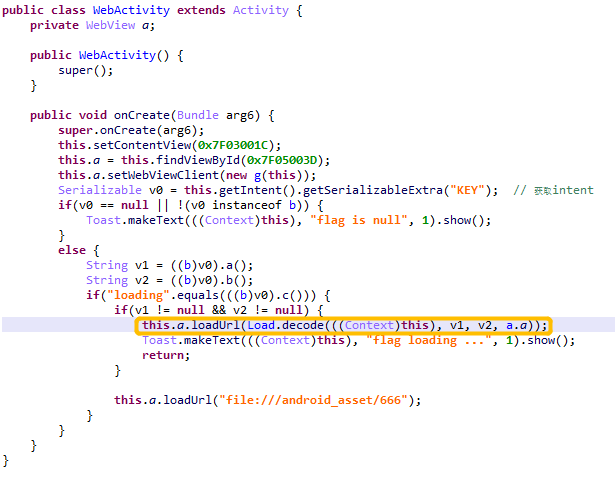 public class WebActivity extends Activity {
    private WebView a;

    public WebActivity() {
        super();
    }

    public void onCreate(Bundle arg6) {
        super.onCreate(arg6);
        this.setContentView(0x7F03001C);
        this.a = this.findViewById(0x7F05003D);
        this.a.setWebViewClient(new g(this));
        Serializable v0 = this.getIntent().getSerializableExtra("KEY");  // 获取intent
        if(v0 == null || !(v0 instanceof b)) {
            Toast.makeText(((Context)this), "flag is null", 1).show();
        }
        else {
            String v1 = ((b)v0).a();
            String v2 = ((b)v0).b();
            if("loading".equals(((b)v0).c())) {
                if(v1 != null && v2 != null) {
                    this.a.loadUrl(Load.decode(((Context)this), v1, v2, a.a));
                    Toast.makeText(((Context)this), "flag loading ...", 1).show();
                    return;
                }

                this.a.loadUrl("file:///android_asset/666");
            }
        }
    }
}